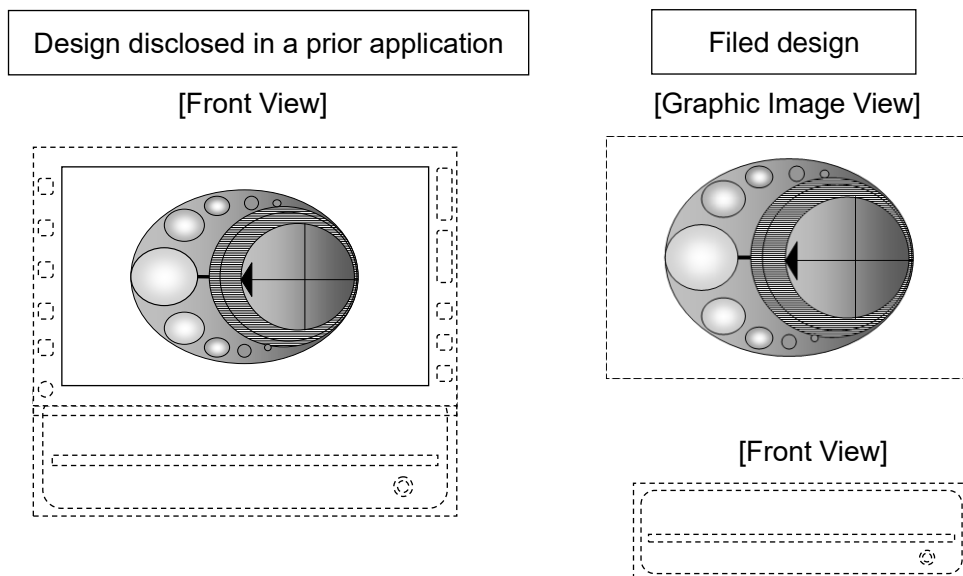 Design disclosed in a prior application
Filed design
[Front View]
[Graphic Image View]
[Front View]